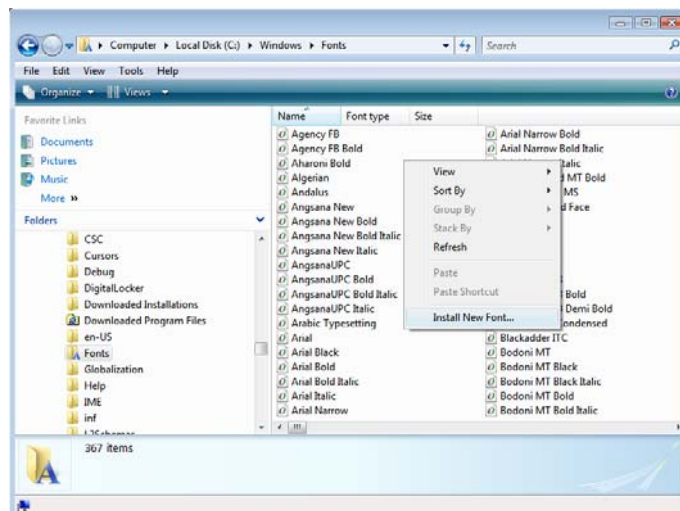 Computer Local Disk (C:) Windows Fonts
Search
File Edit View Tools Help
Organize Views
Favorite Links
Documents
Pictures
Music
More
Folders
CSC
Cursors
Debug
DigitalLocker
Downloaded Installations
Downloaded Program Files
en-US
Fonts
Globalization
Help
IME
inf
Name Font type Size
Agency FB
Agency FB Bold
Aharoni Bold
Algerian
Andalus
Angsana New
Angsana New Bold
Angsana New Bold Italic
Angsana New Italic
AngsanaUPC
AngsanaUPC Bold
AngsanaUPC Bold Italic
AngsanaUPC Italic
Arabic Typesetting
Arial
Arial Black
Arial Bold
Arial Bold Italic
Arial Italic
Arial Narrow
Arial Narrow Bold
Arial Narrow Bold Italic
MT Bold
MS
Face
Bold
Demi Bold
Blackadder ITC
Bodoni MT
Bodoni MT Black
Bodoni MT Black Italic
Bodoni MT Bold
Bodoni MT Bold Italic
View
Sort By
Group By
Stack By
Refresh
Paste
Paste Shortcut
Install New Font...
367 items